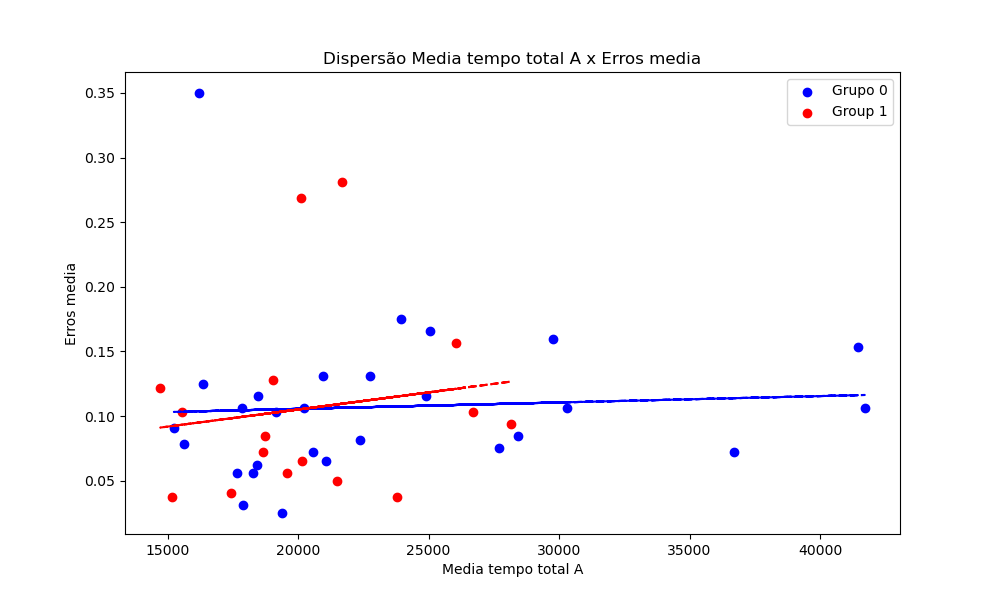 Dispersão Media tempo total A x Erros media
Grupo 0
Group 1
Erros media
0.35
0.30
0.25
0.20
0.15
0.10
0.05
15000 20000 25000 30000 35000 40000
Media tempo total A